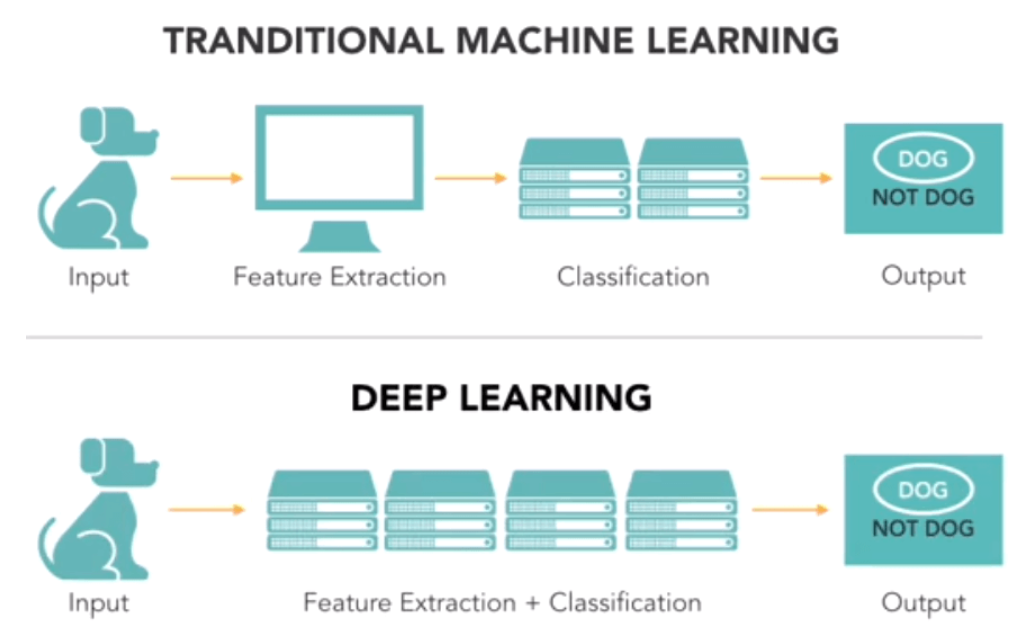 TRANDITIONAL MACHINE LEARNING
DOG
NOT DOG
Input
Feature Extraction
Classification
Output
DEEP LEARNING
DOG
NOT DOG
Input
Feature Extraction + Classification
Output